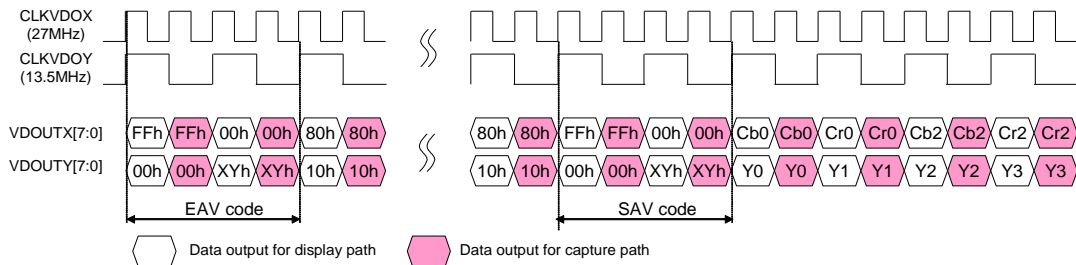 CLKVDOX
(27MHz)
CLKVDOY
(13.5MHz)
VDOUTX[7:0] FFh FFh 00h 00h 80h 80h 80h 80h FFh FFh 00h 00h Cb0 Cb0 Cr0 Cr0 Cb2 Cb2 Cr2 Cr2
VDOUTY[7:0] 00h 00h XYh XYh 10h 10h 10h 10h 00h 00h XYh XYh Y0 Y0 Y1 Y1 Y2 Y2 Y3 Y3
EAV code SAV code
Data output for display path Data output for capture path